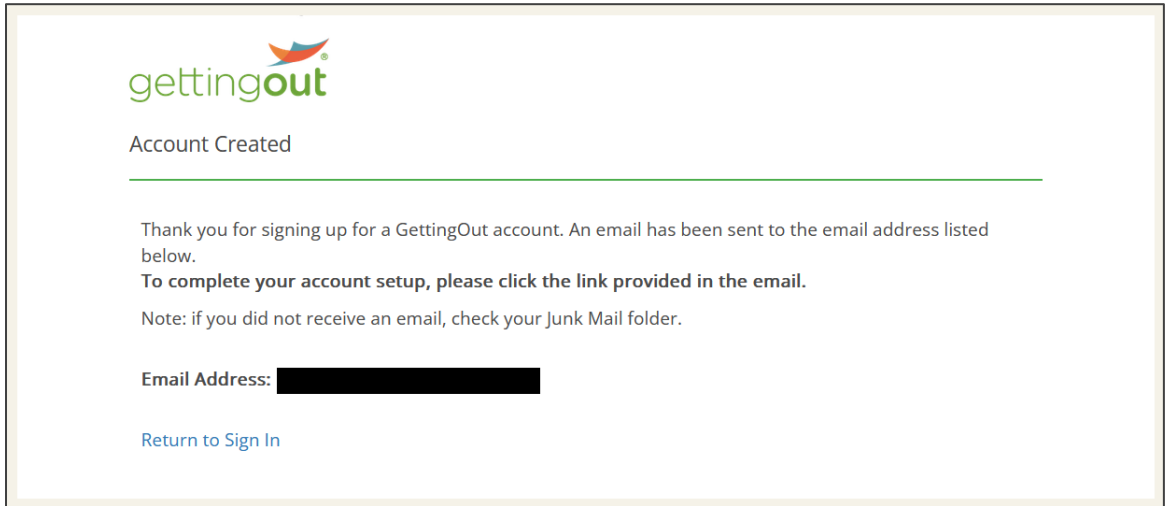 gettingout®
Account Created
Thank you for signing up for a GettingOut account. An email has been sent to the email address listed
below.
To complete your account setup, please click the link provided in the email.
Note: if you did not receive an email, check your Junk Mail folder.
Email Address:
Return to Sign In